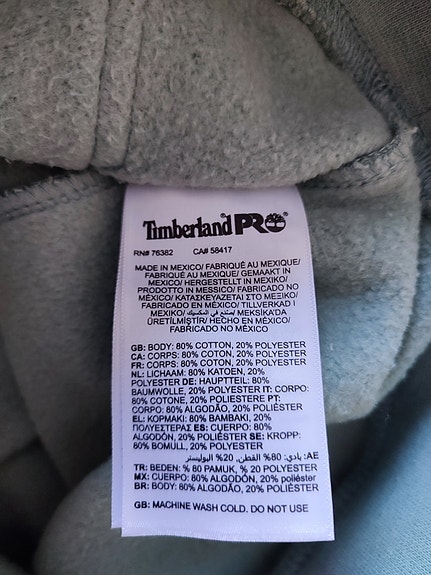 Timberland PRO
RN# 76382 CA# 58417
MADE IN MEXICO/ FABRIQUÉ AU MEXIQUE/
FABRIQUÉ AU MEXIQUE/ GEMAAKT IN
MEXICO/ HERGESTELLT IN MEXIKO/
PRODOTTO IN MESSICO/ FABRICADO NO
MÉXICO/ ΚΑΤΑΣΚΕΥΑΖΕΤΑΙ ΣΤΟ ΜΕΞΙΚΟ/
FABRICADO EN MÉXICO/ TILLVERKAD I
MEXIKO/ يصنع في المكسيك/ MEKSİKA'DA
ÜRETİLMİŞTİR/ HECHO EN MÉXICO/
FABRICADO NO MÉXICO
GB: BODY: 80% COTTON, 20% POLYESTER
CA: CORPS: 80% COTON, 20% POLYESTER
FR: CORPS: 80% COTON, 20% POLYESTER
NL: LICHAAM: 80% KATOEN, 20%
POLYESTER DE: HAUPTTEIL: 80%
BAUMWOLLE, 20% POLYESTER IT: CORPO:
80% COTONE, 20% POLIESTERE PT:
CORPO: 80% ALGODÃO, 20% POLIÉSTER
EL: ΚΟΡΜΑΚΙ: 80% ΒΑΜΒΑΚΙ, 20%
ΠΟΛΥΕΣΤΕΡΑΣ ES: CUERPO: 80%
ALGODÓN, 20% POLIÉSTER SE: KROPP:
80% BOMULL, 20% POLYESTER
AE: بادي: 80% القطن, 20% البوليستر
TR: BEDEN: % 80 PAMUK, % 20 POLYESTER
MX: CUERPO: 80% ALGODÓN, 20% POLIÉSTER
BR: BODY: 80% ALGODÃO, 20% POLIÉSTER
GB: MACHINE WASH COLD. DO NOT USE